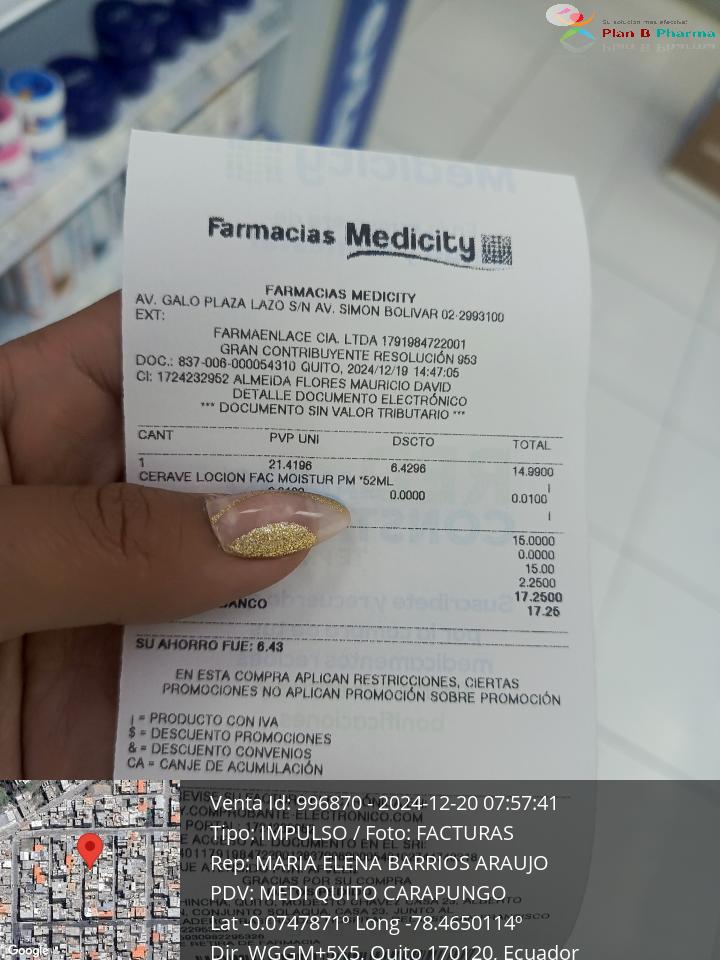 Su solución más efectiva!
Plan B Pharma
Farmacias Medicity
FARMACIAS MEDICITY
AV. GALO PLAZA LAZO S/N AV. SIMON BOLIVAR 02-2993100
EXT:
FARMAENLACE CIA. LTDA 1791984722001
GRAN CONTRIBUYENTE RESOLUCIÓN 953
DOC.: 837-006-000054310 QUITO, 2024/12/19 14:47:05
CI: 1724232952 ALMEIDA FLORES MAURICIO DAVID
DETALLE DOCUMENTO ELECTRÓNICO
*** DOCUMENTO SIN VALOR TRIBUTARIO ***
CANT PVP UNI DSCTO TOTAL
1 21.4196 6.4296 14.9900
CERAVE LOCION FAC MOISTUR PM *52ML I
0.0000 0.0100
I
15.0000
0.0000
15.00
2.2500
17.2500
BANCO 17.25
SU AHORRO FUE: 6.43
EN ESTA COMPRA APLICAN RESTRICCIONES, CIERTAS
PROMOCIONES NO APLICAN PROMOCIÓN SOBRE PROMOCIÓN
I = PRODUCTO CON IVA
$ = DESCUENTO PROMOCIONES
& = DESCUENTO CONVENIOS
CA = CANJE DE ACUMULACIÓN
Venta Id: 996870 - 2024-12-20 07:57:41
Tipo: IMPULSO / Foto: FACTURAS
Rep: MARIA ELENA BARRIOS ARAUJO
PDV: MEDI QUITO CARAPUNGO
Lat -0.0747871º Long -78.4650114º
Dir. WGGM+5X5, Quito 170120, Ecuador
Google